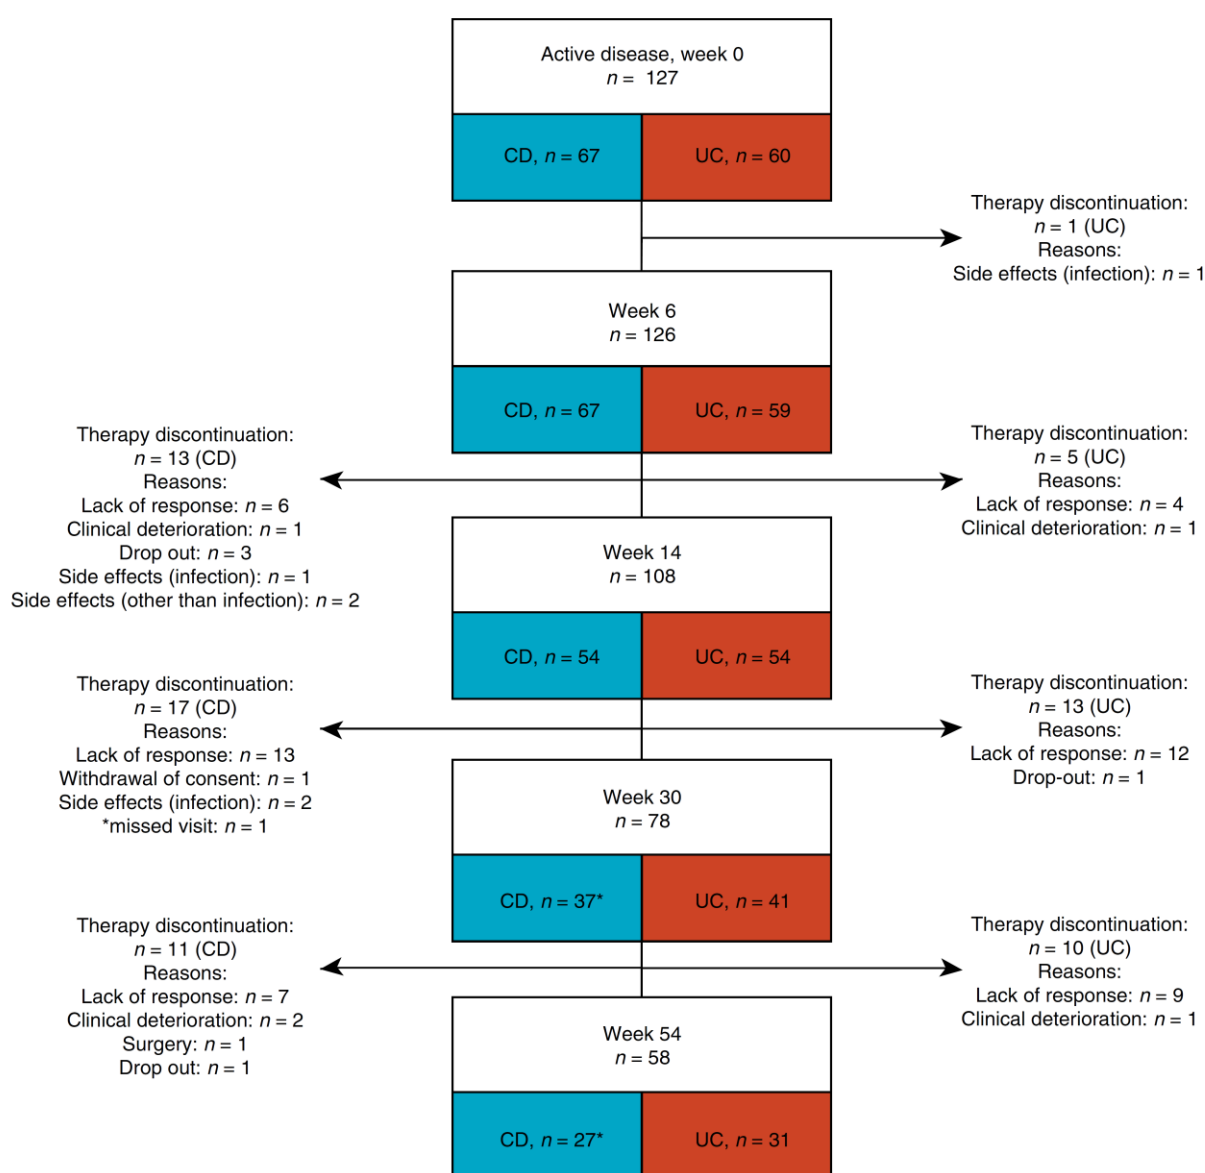 Active disease, week 0
n = 127
CD, n = 67
UC, n = 60
Therapy discontinuation:
n = 1 (UC)
Reasons:
Side effects (infection): n = 1
Week 6
n = 126
CD, n = 67
UC, n = 59
Therapy discontinuation:
n = 13 (CD)
Reasons:
Lack of response: n = 6
Clinical deterioration: n = 1
Drop out: n = 3
Side effects (infection): n = 1
Side effects (other than infection): n = 2
Therapy discontinuation:
n = 5 (UC)
Reasons:
Lack of response: n = 4
Clinical deterioration: n = 1
Week 14
n = 108
CD, n = 54
UC, n = 54
Therapy discontinuation:
n = 17 (CD)
Reasons:
Lack of response: n = 13
Withdrawal of consent: n = 1
Side effects (infection): n = 2
*missed visit: n = 1
Therapy discontinuation:
n = 13 (UC)
Reasons:
Lack of response: n = 12
Drop-out: n = 1
Week 30
n = 78
CD, n = 37*
UC, n = 41
Therapy discontinuation:
n = 11 (CD)
Reasons:
Lack of response: n = 7
Clinical deterioration: n = 2
Surgery: n = 1
Drop out: n = 1
Therapy discontinuation:
n = 10 (UC)
Reasons:
Lack of response: n = 9
Clinical deterioration: n = 1
Week 54
n = 58
CD, n = 27*
UC, n = 31